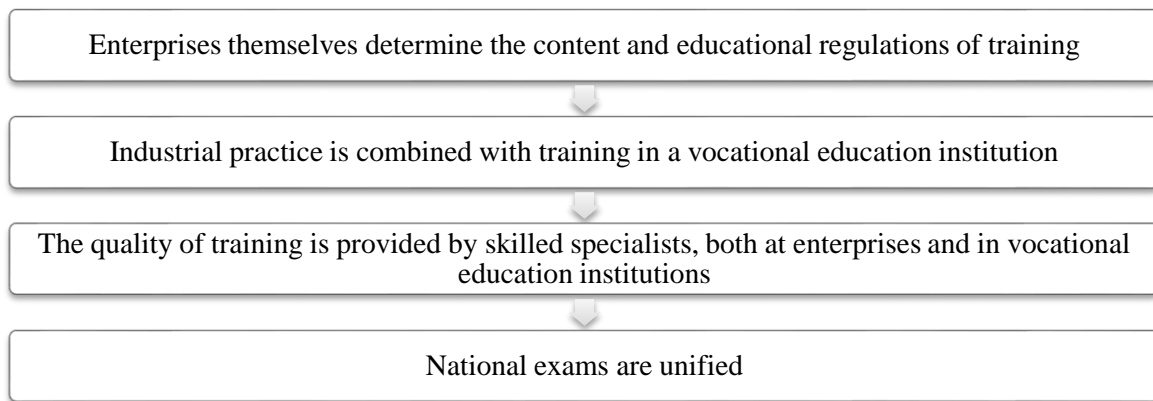 Enterprises themselves determine the content and educational regulations of training
Industrial practice is combined with training in a vocational education institution
The quality of training is provided by skilled specialists, both at enterprises and in vocational
education institutions
National exams are unified